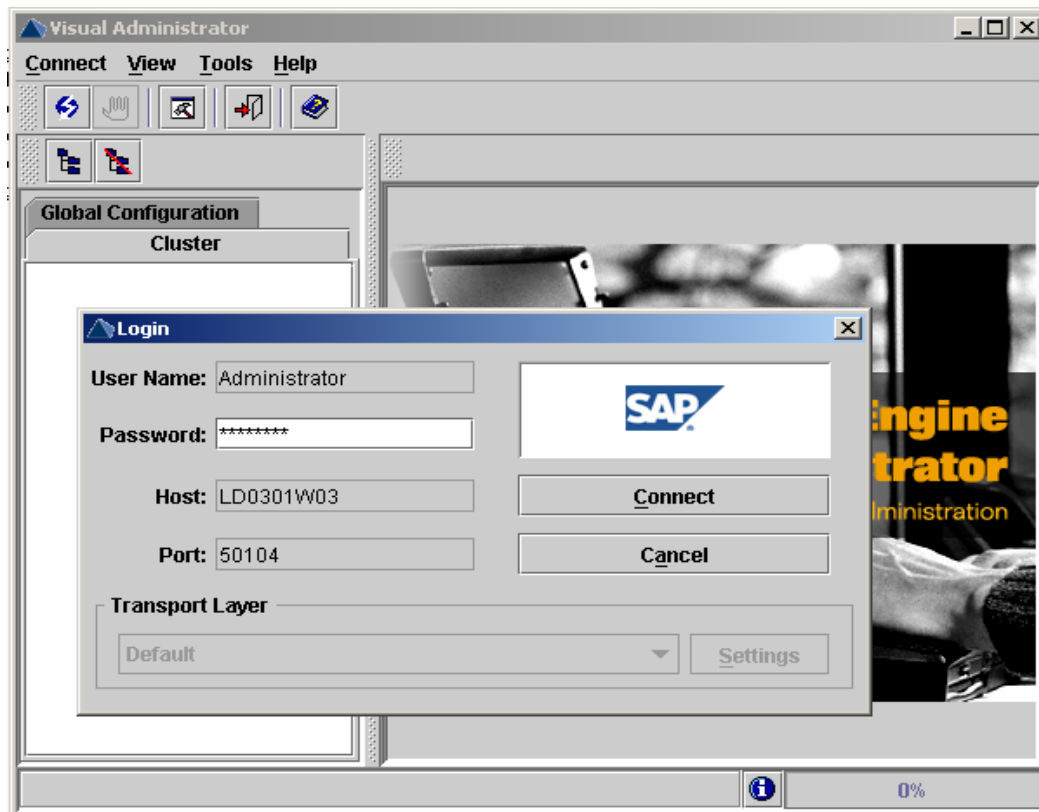 Visual Administrator
Connect View Tools Help
Global Configuration
Cluster
Login
User Name: Administrator
SAP
Password: ********
Host: LD0301W03
Connect
Port: 50104
Cancel
Transport Layer
Default
Settings
ngine
trator
ministration
0%